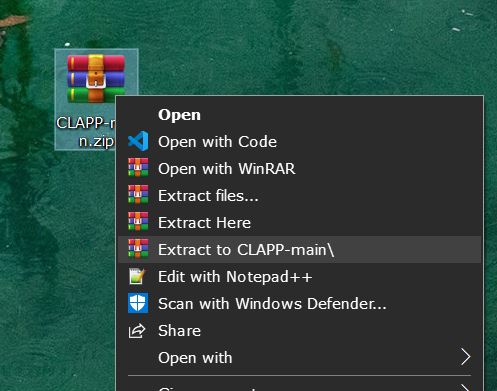 CLAPP-m
n.zip
Open
Open with Code
Open with WinRAR
Extract files...
Extract Here
Extract to CLAPP-main\
Edit with Notepad++
Scan with Windows Defender...
Share
Open with